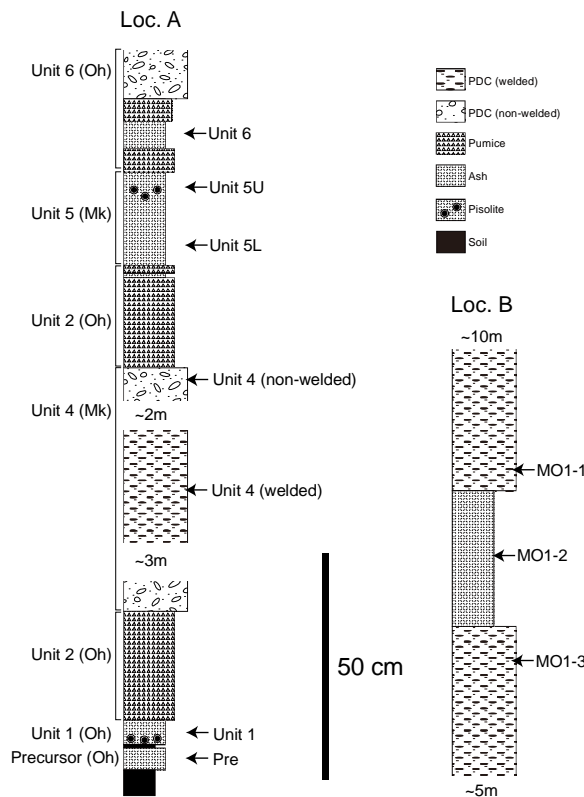 Loc. A
Unit 6 (Oh)
Unit 6
Unit 5U
Unit 5 (Mk)
Unit 5L
Unit 2 (Oh)
Unit 4 (non-welded)
Unit 4 (Mk)
~2m
Unit 4 (welded)
~3m
Unit 2 (Oh)
50 cm
Unit 1 (Oh)
Unit 1
Precursor (Oh)
Pre
PDC (welded)
PDC (non-welded)
Pumice
Ash
Pisolite
Soil
Loc. B
~10m
MO1-1
MO1-2
MO1-3
~5m